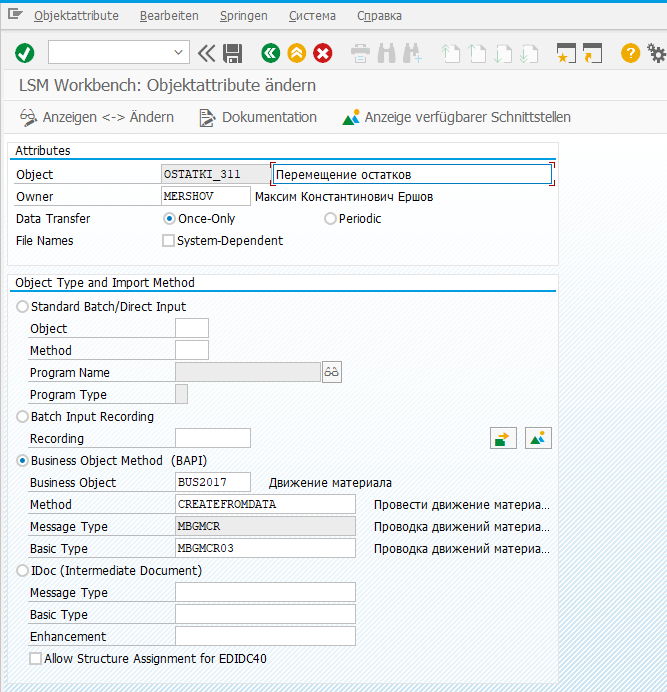 Objektattribute Bearbeiten Springen Система Справка
LSM Workbench: Objektattribute ändern
Anzeigen <-> Ändern Dokumentation Anzeige verfügbarer Schnittstellen
Attributes
Object OSTATKI_311 Перемещение остатков
Owner MERSHOV Максим Константинович Ершов
Data Transfer Once-Only Periodic
File Names System-Dependent
Object Type and Import Method
Standard Batch/Direct Input
Object
Method
Program Name
Program Type
Batch Input Recording
Recording
Business Object Method (BAPI)
Business Object BUS2017 Движение материала
Method CREATEFROMDATA Провести движение материа...
Message Type MBGMCR Проводка движений материа...
Basic Type MBGMCR03 Проводка движений материа...
IDoc (Intermediate Document)
Message Type
Basic Type
Enhancement
Allow Structure Assignment for EDIDC40